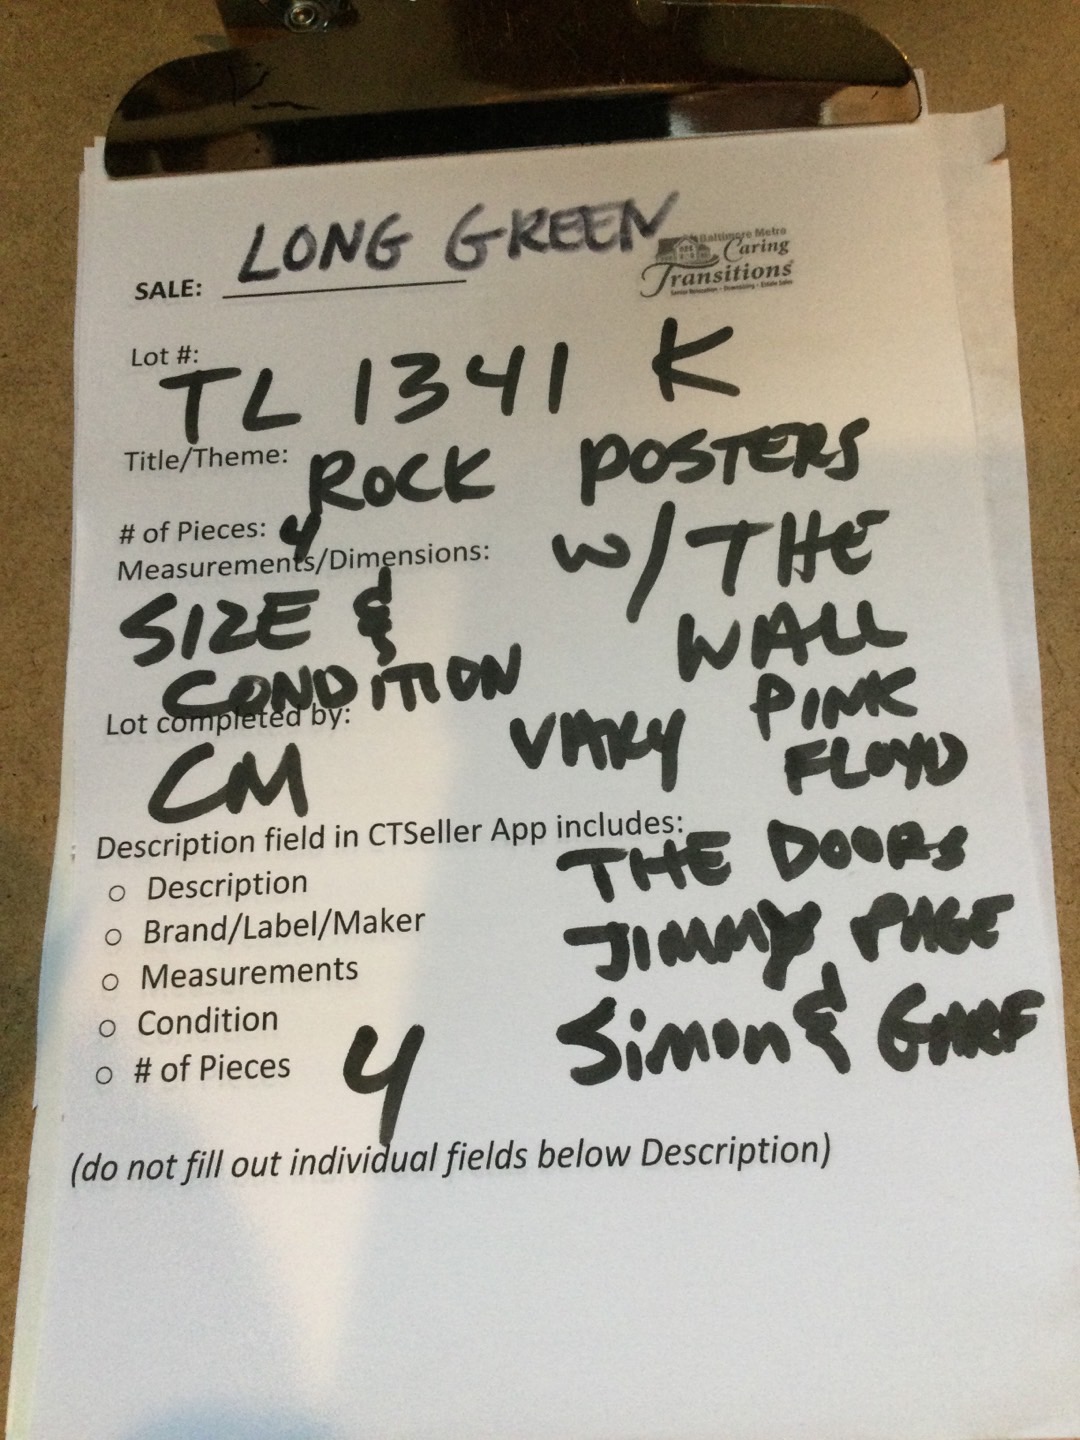 LONG GREEN
SALE:
Baltimore Metro
Caring
Transitions
Lot #:
TL 1341 K
Title/Theme: ROCK POSTERS
# of Pieces: 4
W/ THE
Measurements/Dimensions:
SIZE &
WALL
CONDITION
PINK
Lot completed by:
VARY
FLOYD
CM
Description field in CTSeller App includes:
THE DOORS
○ Description
○ Brand/Label/Maker
JIMMY PAGE
○ Measurements
○ Condition
Simon & GARF
○ # of Pieces 4
(do not fill out individual fields below Description)